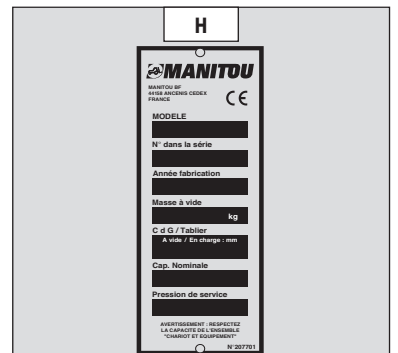 H
MANITOU
MANITOU BF
44158 ANCENIS CEDEX
FRANCE
CE
MODELE
N° dans la série
Année fabrication
Masse à vide
kg
C d G / Tablier
A vide / En charge : mm
Cap. Nominale
Pression de service
AVERTISSEMENT : RESPECTEZ
LA CAPACITE DE L'ENSEMBLE
"CHARIOT ET EQUIPEMENT"
N°207701